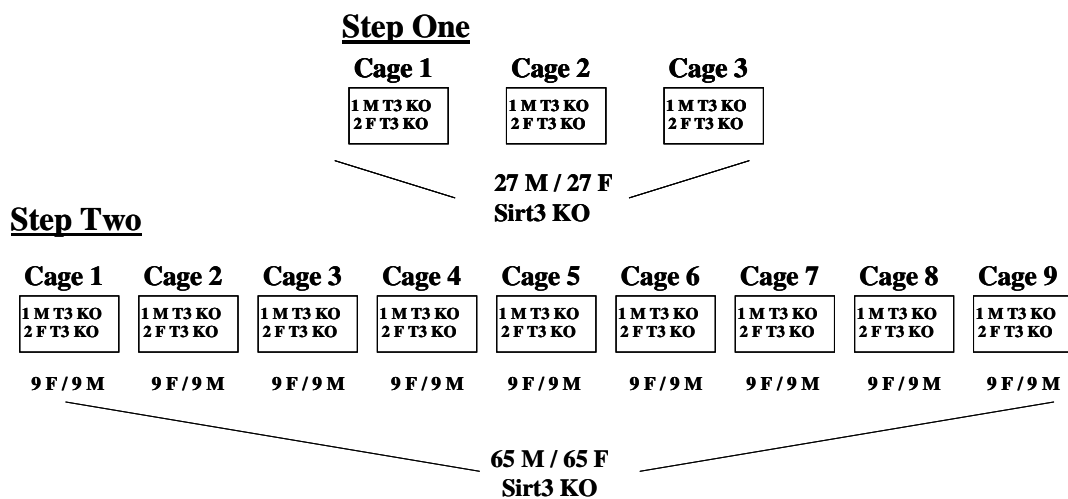 Step One
Cage 1 Cage 2 Cage 3
1 M T3 KO 1 M T3 KO 1 M T3 KO
2 F T3 KO 2 F T3 KO 2 F T3 KO
27 M / 27 F
Sirt3 KO
Step Two
Cage 1 Cage 2 Cage 3 Cage 4 Cage 5 Cage 6 Cage 7 Cage 8 Cage 9
1 M T3 KO 1 M T3 KO 1 M T3 KO 1 M T3 KO 1 M T3 KO 1 M T3 KO 1 M T3 KO 1 M T3 KO 1 M T3 KO
2 F T3 KO 2 F T3 KO 2 F T3 KO 2 F T3 KO 2 F T3 KO 2 F T3 KO 2 F T3 KO 2 F T3 KO 2 F T3 KO
9 F / 9 M 9 F / 9 M 9 F / 9 M 9 F / 9 M 9 F / 9 M 9 F / 9 M 9 F / 9 M 9 F / 9 M 9 F / 9 M
65 M / 65 F
Sirt3 KO